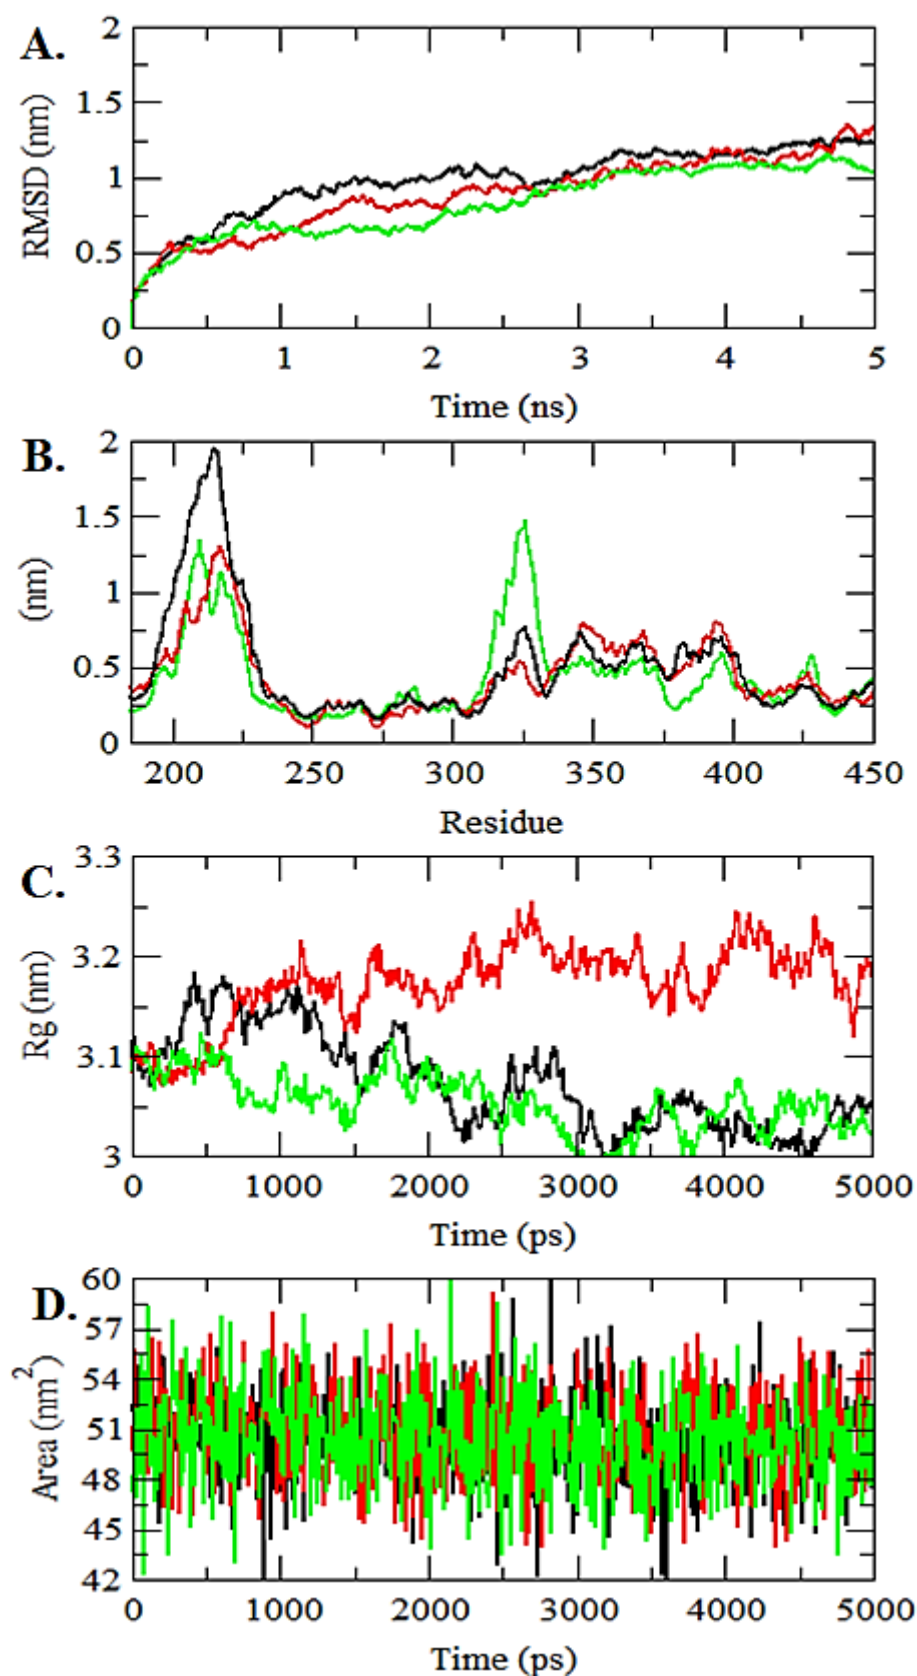 A.
RMSD (nm)
2
1.5
1
0.5
0
0 1 2 3 4 5
Time (ns)
B.
(nm)
2
1.5
1
0.5
0
200 250 300 350 400 450
Residue
C.
Rg (nm)
3.3
3.2
3.1
3
0 1000 2000 3000 4000 5000
Time (ps)
D.
Area (nm²)
60
57
54
51
48
45
42
0 1000 2000 3000 4000 5000
Time (ps)